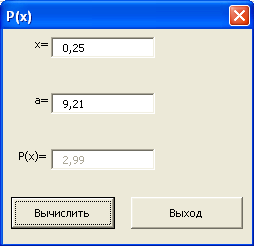 P(x)
x= 0,25
a= 9,21
P(x)= 2,99
Вычислить Выход